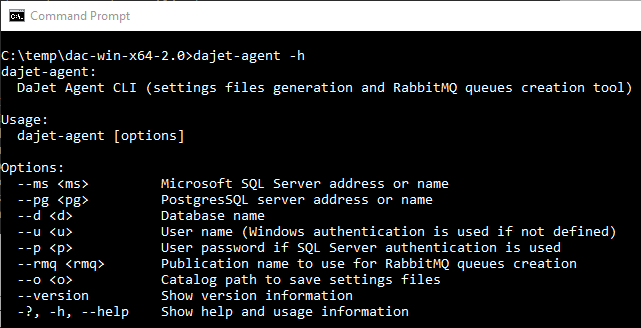 Command Prompt
C:\temp\dac-win-x64-2.0>dajet-agent -h
dajet-agent:
  DaJet Agent CLI (settings files generation and RabbitMQ queues creation tool)
Usage:
  dajet-agent [options]
Options:
  --ms <ms>         Microsoft SQL Server address or name
  --pg <pg>         PostgresSQL server address or name
  --d <d>           Database name
  --u <u>           User name (Windows authentication is used if not defined)
  --p <p>           User password if SQL Server authentication is used
  --rmq <rmq>       Publication name to use for RabbitMQ queues creation
  --o <o>           Catalog path to save settings files
  --version         Show version information
  -?, -h, --help    Show help and usage information